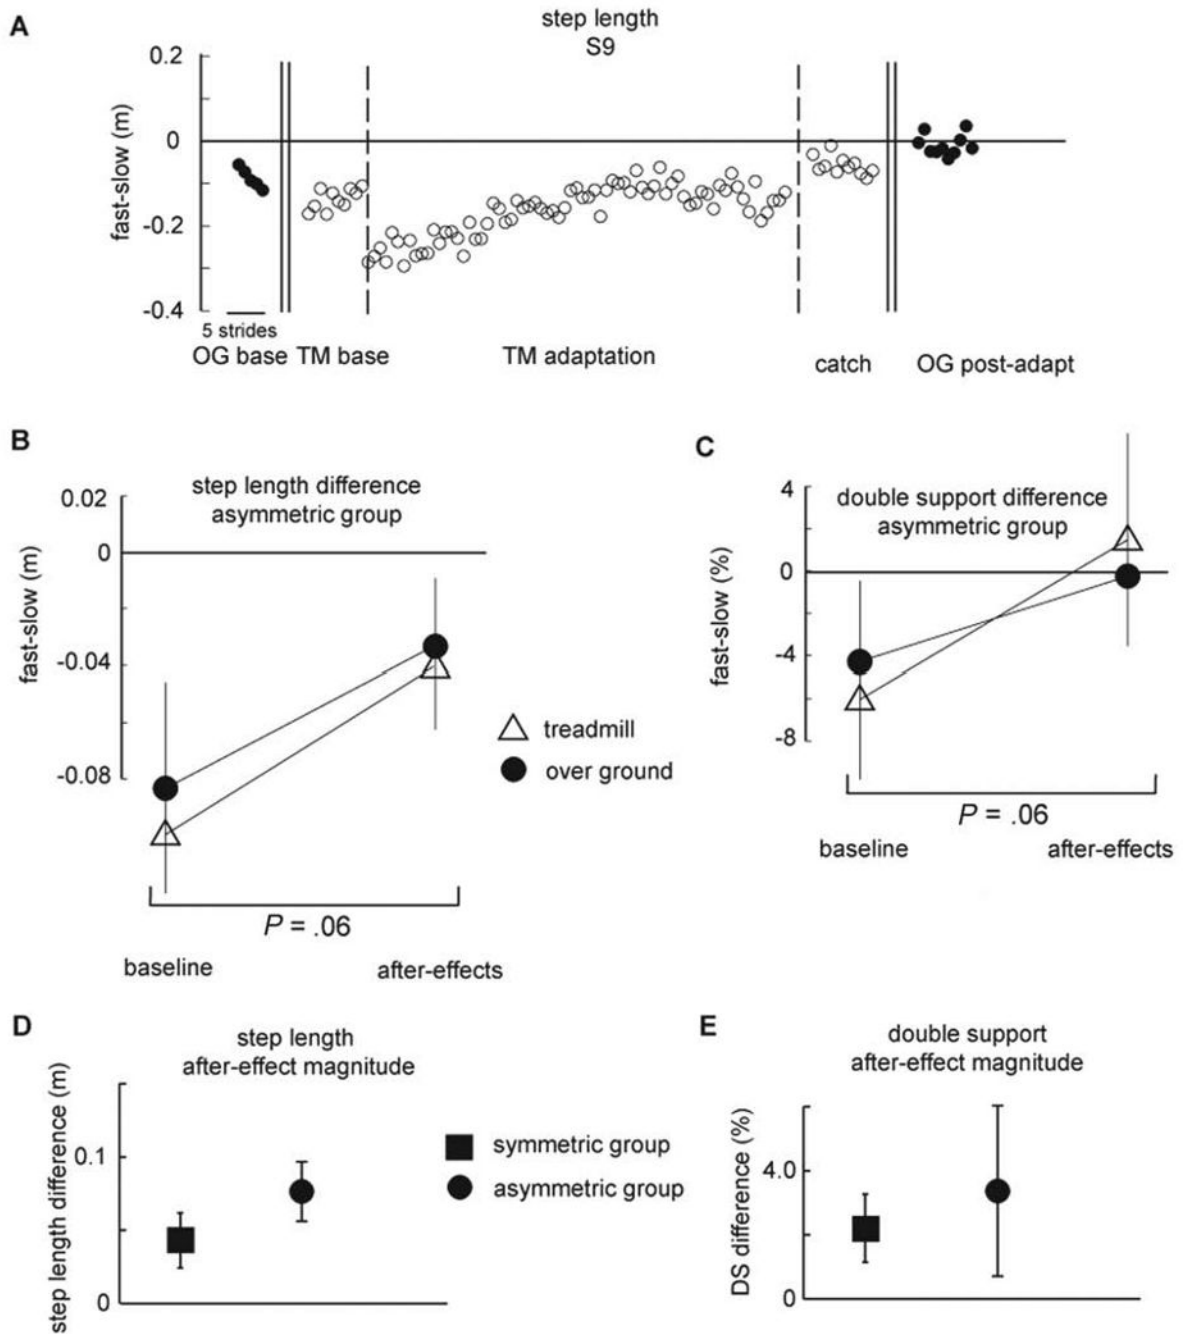 A
step length
S9
0.2
0
-0.2
-0.4
fast-slow (m)
5 strides
OG base
TM base
TM adaptation
catch
OG post-adapt
B
step length difference
asymmetric group
0.02
0
-0.04
-0.08
fast-slow (m)
treadmill
over ground
P = .06
baseline
after-effects
C
double support difference
asymmetric group
4
0
-4
-8
fast-slow (%)
P = .06
baseline
after-effects
D
step length
after-effect magnitude
0.1
0
step length difference (m)
symmetric group
asymmetric group
E
double support
after-effect magnitude
4.0
0
DS difference (%)